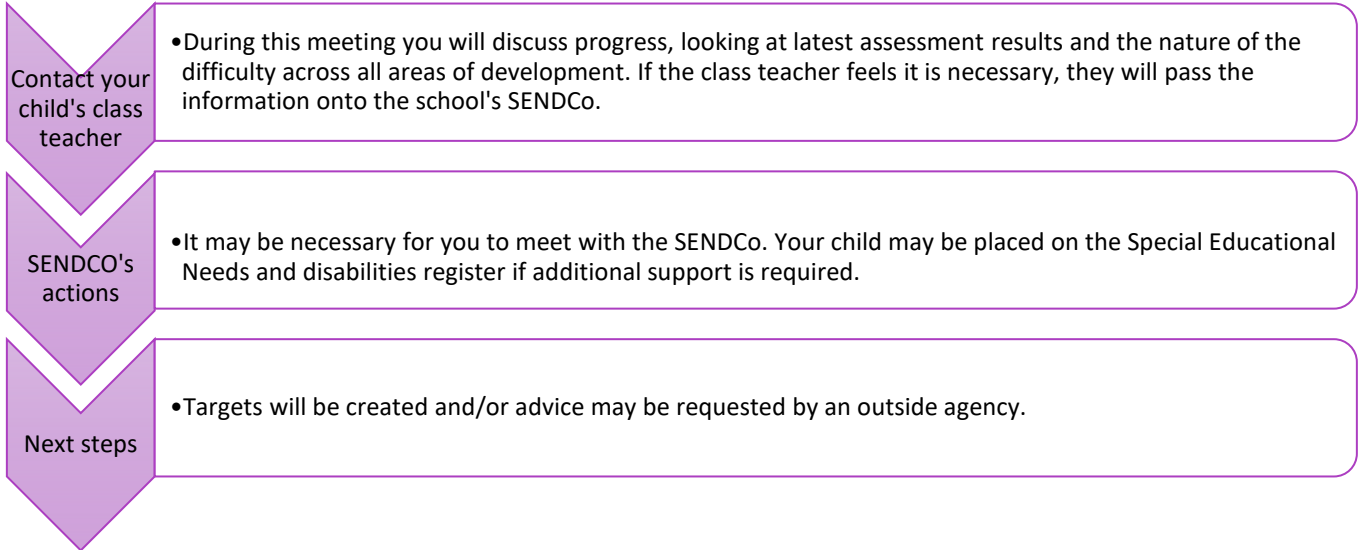 Contact your
child's class
teacher
•During this meeting you will discuss progress, looking at latest assessment results and the nature of the
difficulty across all areas of development. If the class teacher feels it is necessary, they will pass the
information onto the school's SENDCo.
SENDCO's
actions
•It may be necessary for you to meet with the SENDCo. Your child may be placed on the Special Educational
Needs and disabilities register if additional support is required.
Next steps
•Targets will be created and/or advice may be requested by an outside agency.